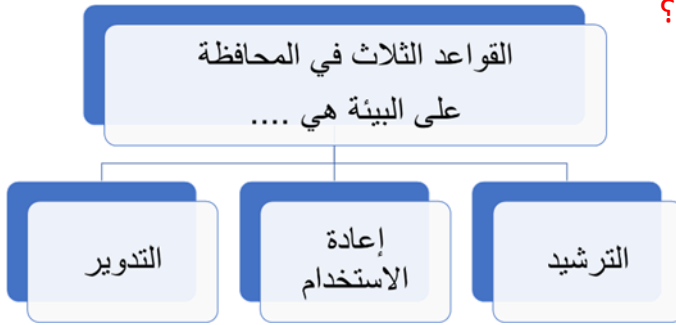 ؟
القواعد الثلاث في المحافظة
على البيئة هي ....
الترشيد
إعادة
الاستخدام
التدوير